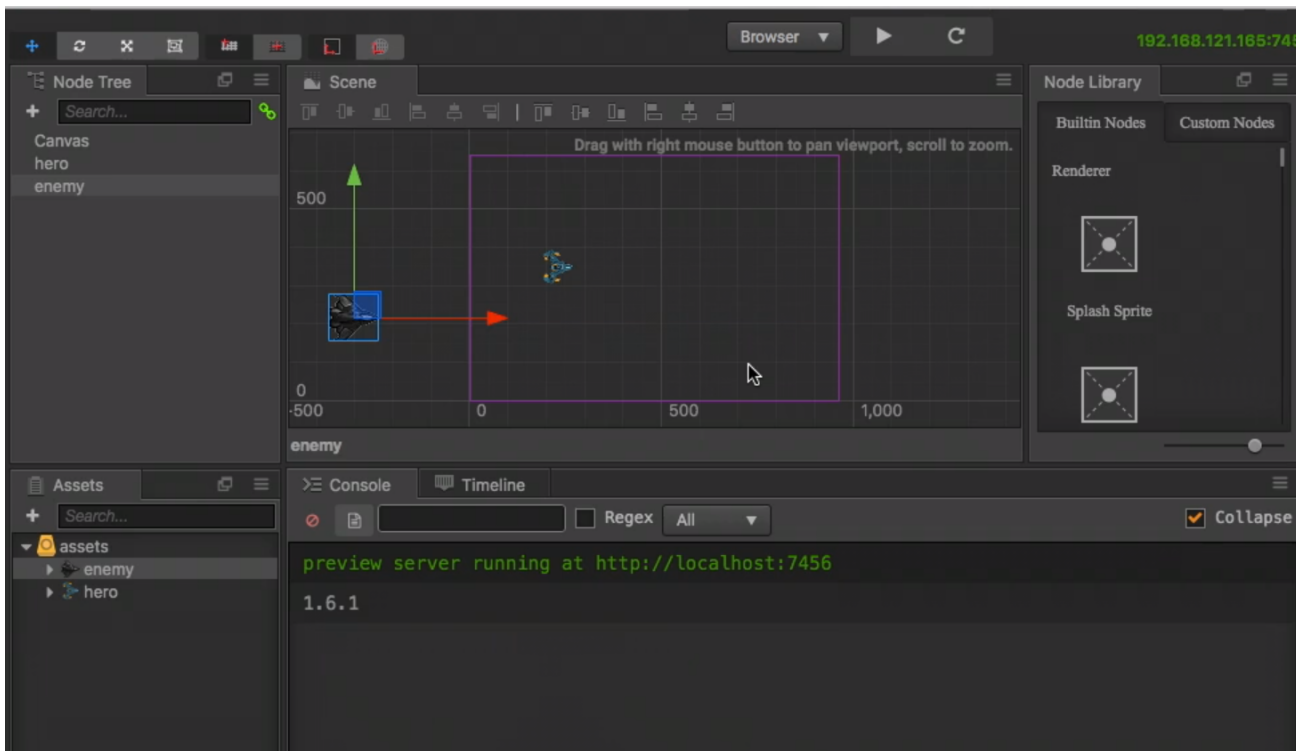 Browser
192.168.121.165:745
Node Tree
Search...
Canvas
hero
enemy
Scene
Drag with right mouse button to pan viewport, scroll to zoom.
500
0
-500
0
500
1,000
enemy
Node Library
Builtin Nodes
Custom Nodes
Renderer
Splash Sprite
Assets
Search...
assets
enemy
hero
Console
Timeline
Regex
All
Collapse
preview server running at http://localhost:7456
1.6.1